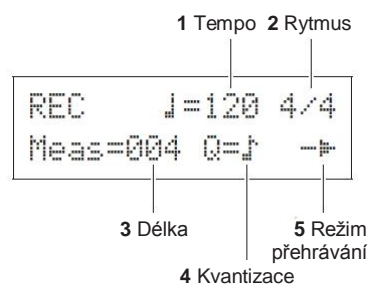 1 Tempo 2 Rytmus
REC ♩=120 4/4
Meas=004 Q=♪
3 Délka
5 Režim
přehrávání
4 Kvantizace